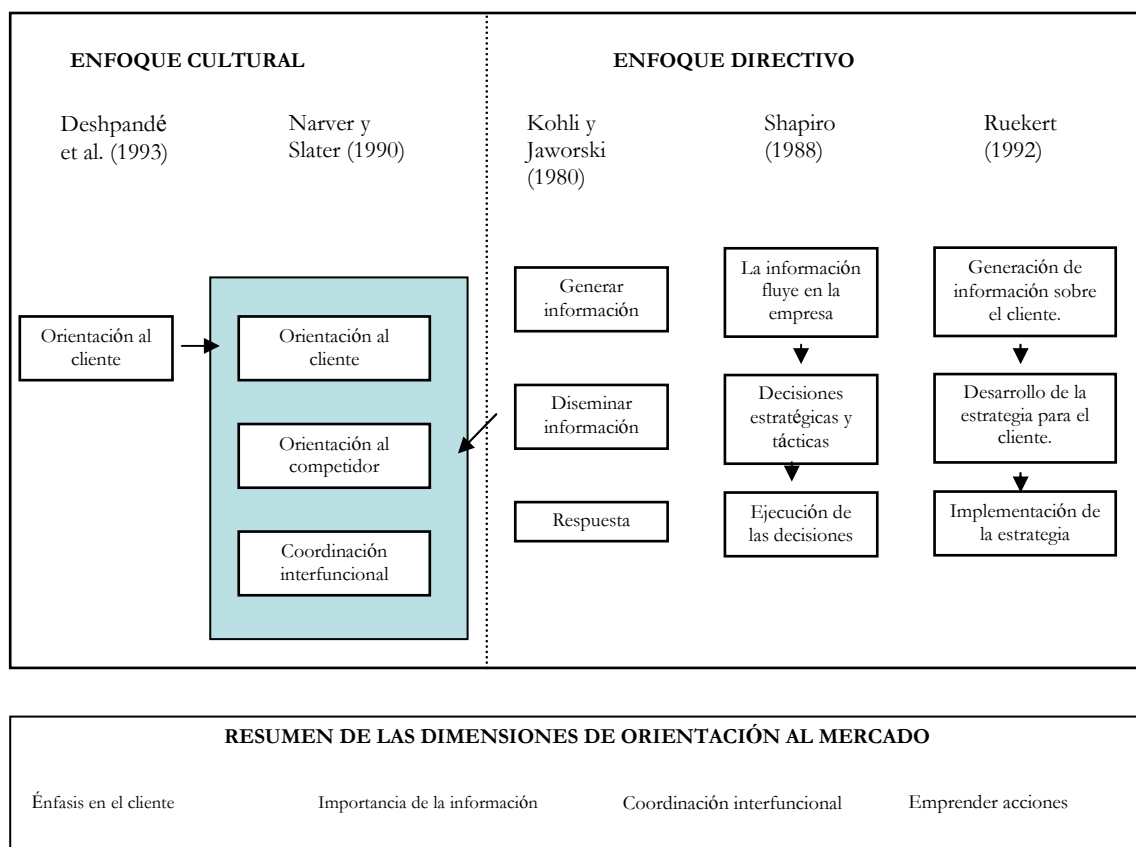 ENFOQUE CULTURAL
ENFOQUE DIRECTIVO
Deshpandé
et al. (1993)
Narver y
Slater (1990)
Kohli y
Jaworski
(1980)
Shapiro
(1988)
Ruekert
(1992)
Orientación al
cliente
Orientación al
cliente
Orientación al
competidor
Coordinación
interfuncional
Generar
información
Diseminar
información
Respuesta
La información
fluye en la
empresa
Decisiones
estratégicas y
tácticas
Ejecución de
las decisiones
Generación de
información sobre
el cliente.
Desarrollo de la
estrategia para el
cliente.
Implementación de
la estrategia
RESUMEN DE LAS DIMENSIONES DE ORIENTACIÓN AL MERCADO
Énfasis en el cliente
Importancia de la información
Coordinación interfuncional
Emprender acciones